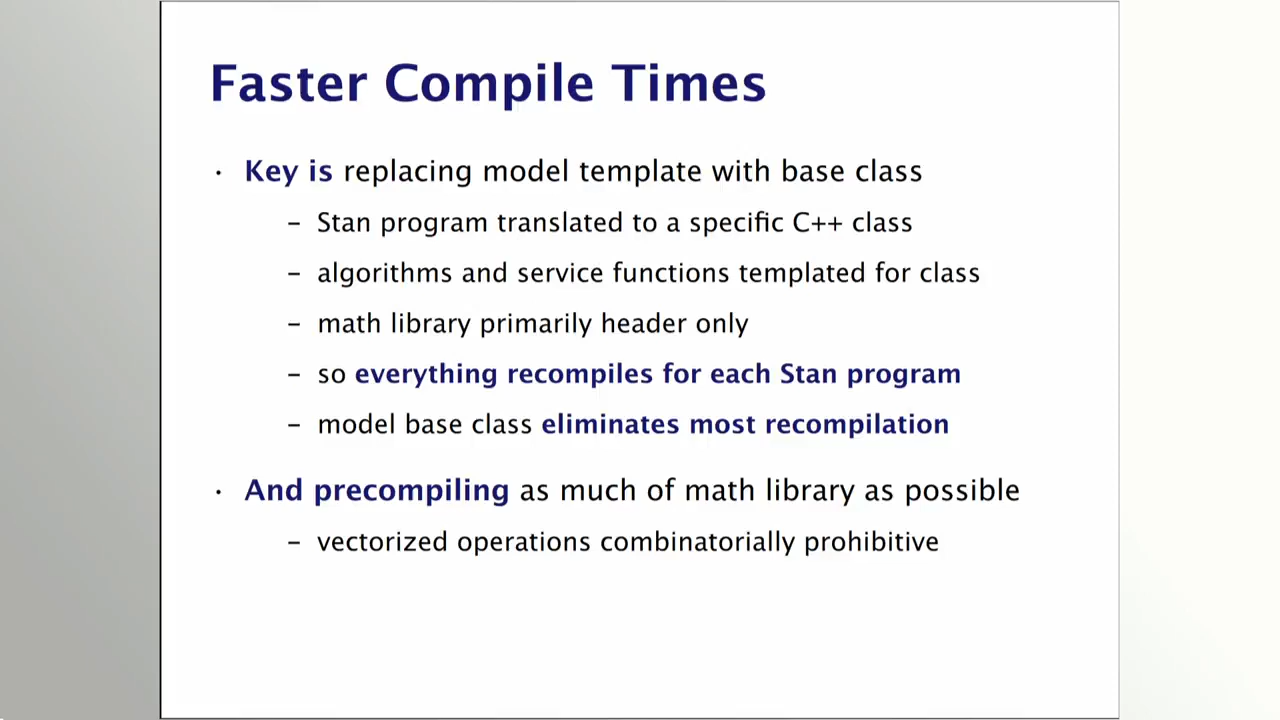 Faster Compile Times
· Key is replacing model template with base class
– Stan program translated to a specific C++ class
– algorithms and service functions templated for class
– math library primarily header only
– so everything recompiles for each Stan program
– model base class eliminates most recompilation
· And precompiling as much of math library as possible
– vectorized operations combinatorially prohibitive